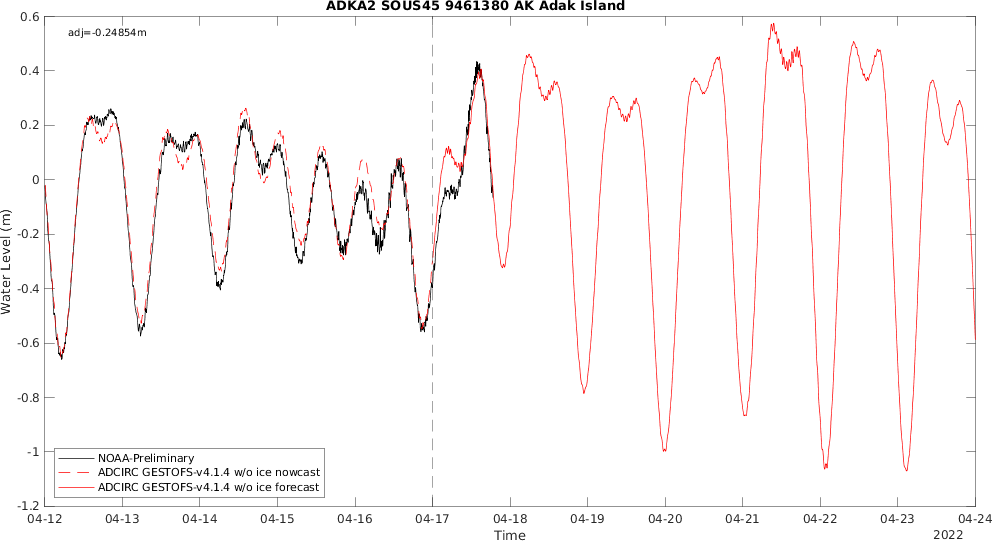 ADKA2 SOUS45 9461380 AK Adak Island
adj=-0.24854m
0.6
0.4
0.2
0
-0.2
-0.4
-0.6
-0.8
-1
-1.2
Water Level (m)
NOAA-Preliminary
ADCIRC GESTOFS-v4.1.4 w/o ice nowcast
ADCIRC GESTOFS-v4.1.4 w/o ice forecast
04-12 04-13 04-14 04-15 04-16 04-17 04-18 04-19 04-20 04-21 04-22 04-23 04-24
Time
2022